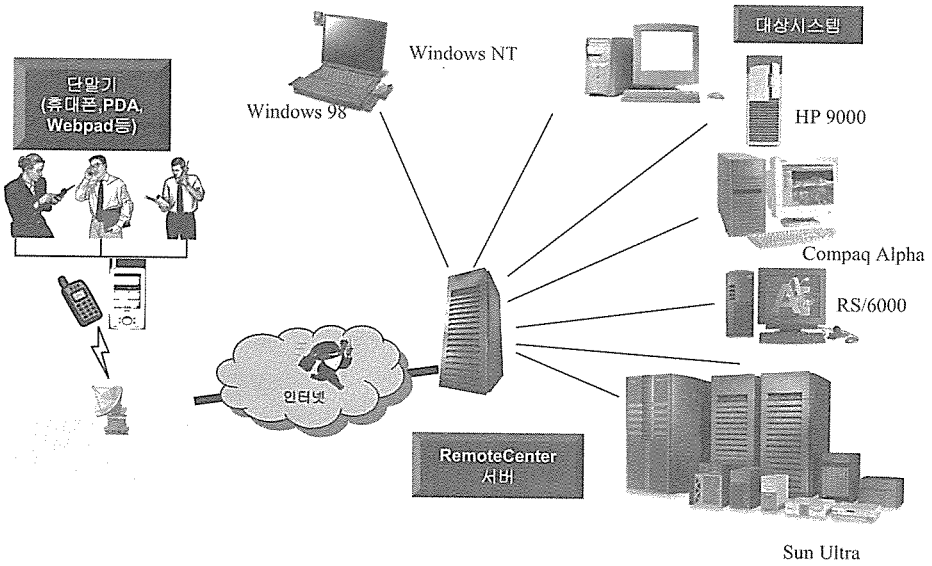 대상시스템
Windows NT
단말기
(휴대폰,PDA,
Webpad등)
Windows 98
HP 9000
Compaq Alpha
RS/6000
인터넷
RemoteCenter
서버
Sun Ultra